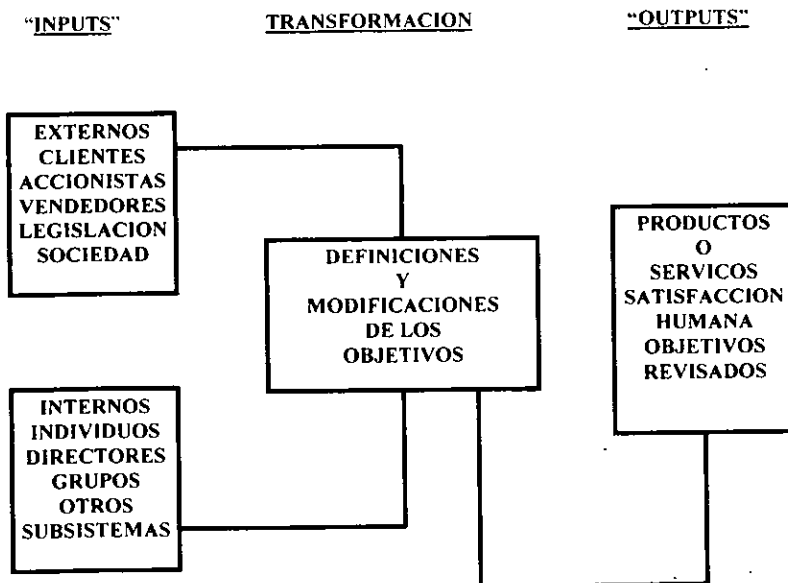 "INPUTS"
TRANSFORMACION
"OUTPUTS"
EXTERNOS
CLIENTES
ACCIONISTAS
VENDEDORES
LEGISLACION
SOCIEDAD
DEFINICIONES
Y
MODIFICACIONES
DE LOS
OBJETIVOS
PRODUCTOS
O
SERVICOS
SATISFACCION
HUMANA
OBJETIVOS
REVISADOS
INTERNOS
INDIVIDUOS
DIRECTORES
GRUPOS
OTROS
SUBSISTEMAS